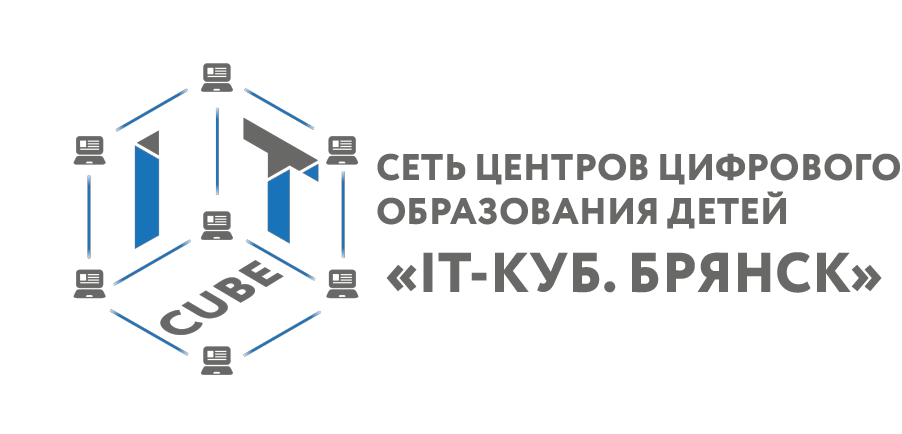 IT
CUBE
СЕТЬ ЦЕНТРОВ ЦИФРОВОГО
ОБРАЗОВАНИЯ ДЕТЕЙ
«IT-КУБ. БРЯНСК»